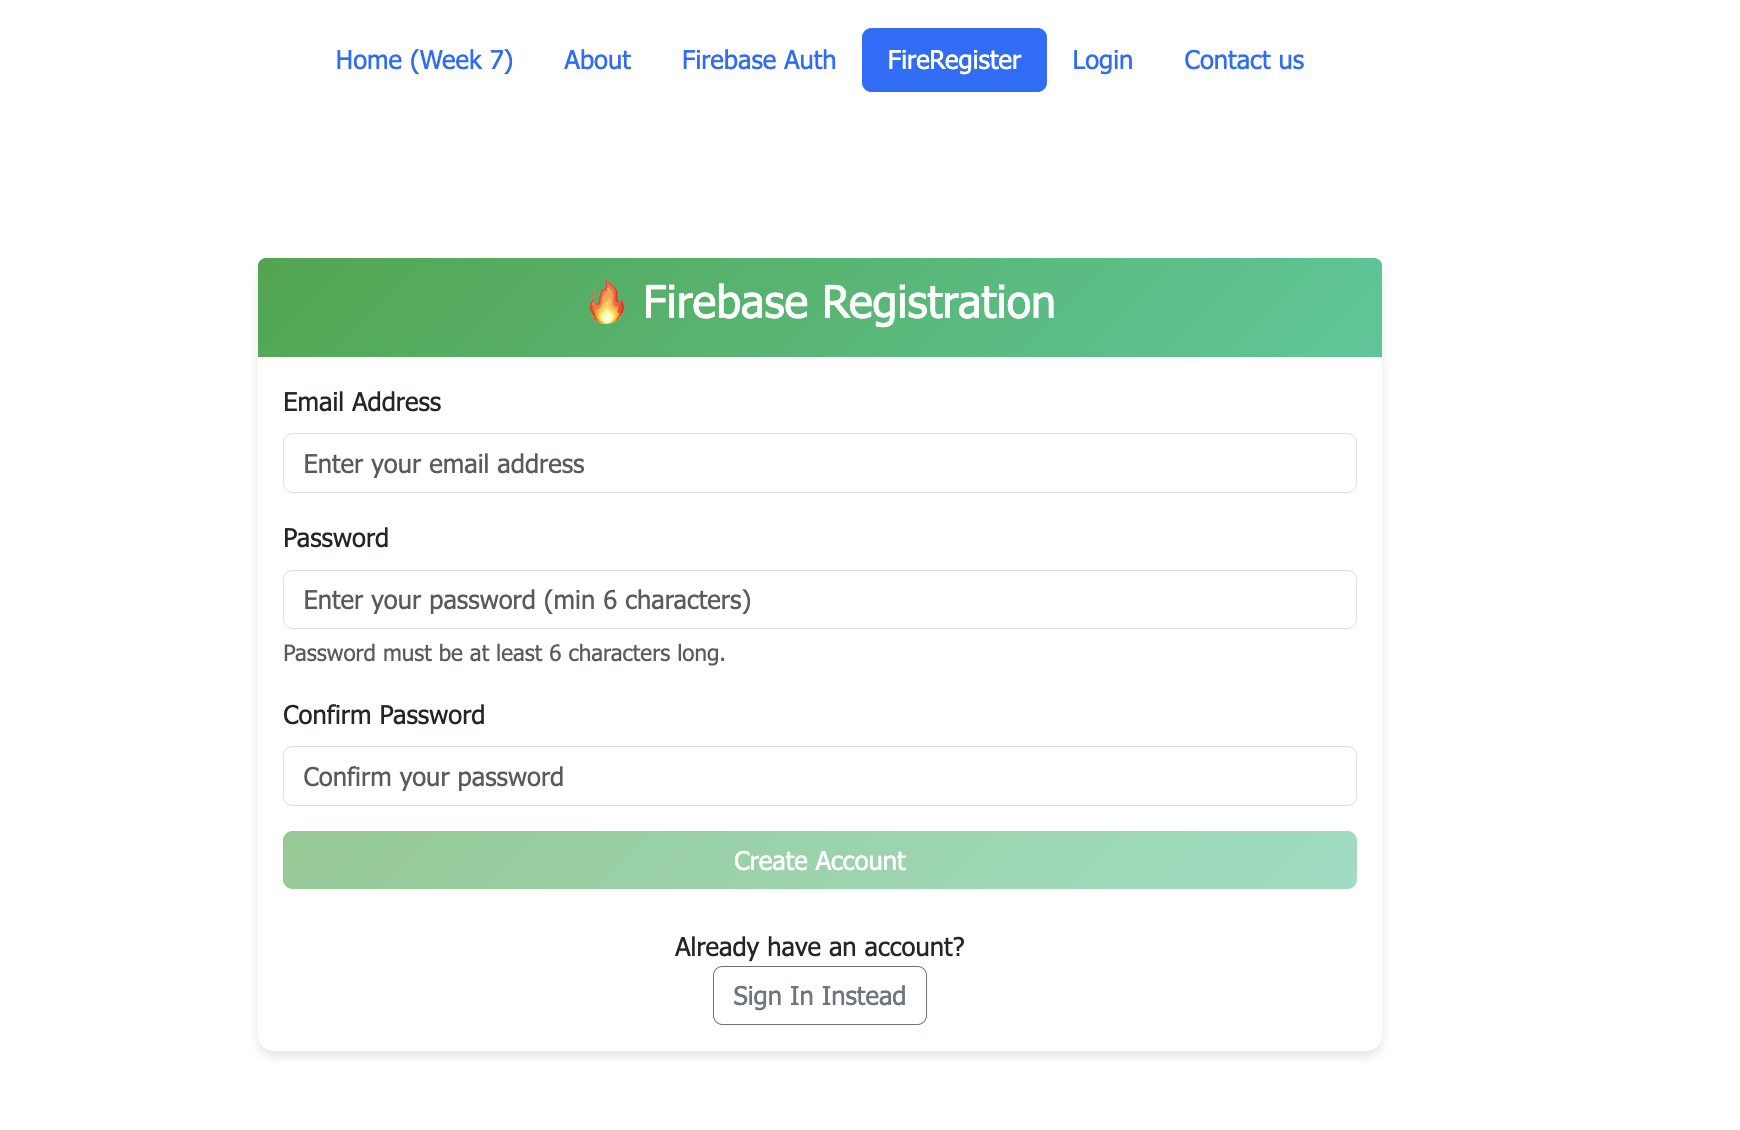 Home (Week 7) About Firebase Auth FireRegister Login Contact us
🔥 Firebase Registration
Email Address
Enter your email address
Password
Enter your password (min 6 characters)
Password must be at least 6 characters long.
Confirm Password
Confirm your password
Create Account
Already have an account?
Sign In Instead